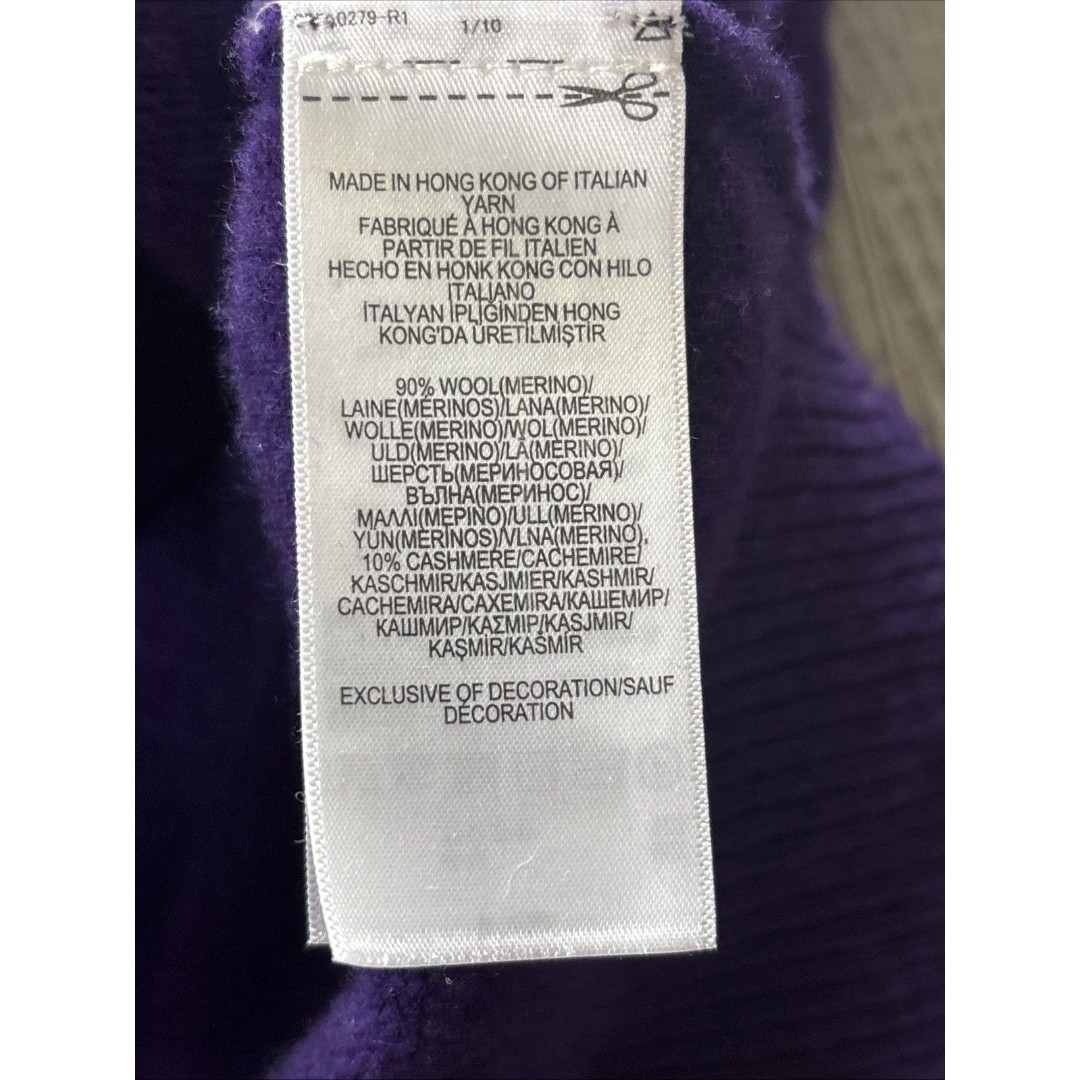 0279-R1 1/10
MADE IN HONG KONG OF ITALIAN
YARN
FABRIQUÉ À HONG KONG À
PARTIR DE FIL ITALIEN
HECHO EN HONK KONG CON HILO
ITALIANO
İTALYAN İPLİĞİNDEN HONG
KONG'DA ÜRETİLMİŞTİR
90% WOOL(MERINO)/
LAINE(MÉRINOS)/LANA(MERINO)/
WOLLE(MERINO)/WOL(MERINO)/
ULD(MERINO)/LÃ(MERINO)/
ШЕРСТЬ(МЕРИНОСОВАЯ)/
ВЪЛНА(МЕРИНОС)/
ΜΑΛΛΙ(ΜΕΡΙΝΟ)/ULL(MERINO)/
YÜN(MERİNOS)/VLNA(MERINO),
10% CASHMERE/CACHEMIRE/
KASCHMIR/KASJMIER/KASHMIR/
CACHEMIRA/CAXEMIRA/КАШЕМИР/
КАШМИР/ΚΑΣΜΙΡ/KASJMIR/
KAŞMİR/KAŠMÍR
EXCLUSIVE OF DECORATION/SAUF
DÉCORATION